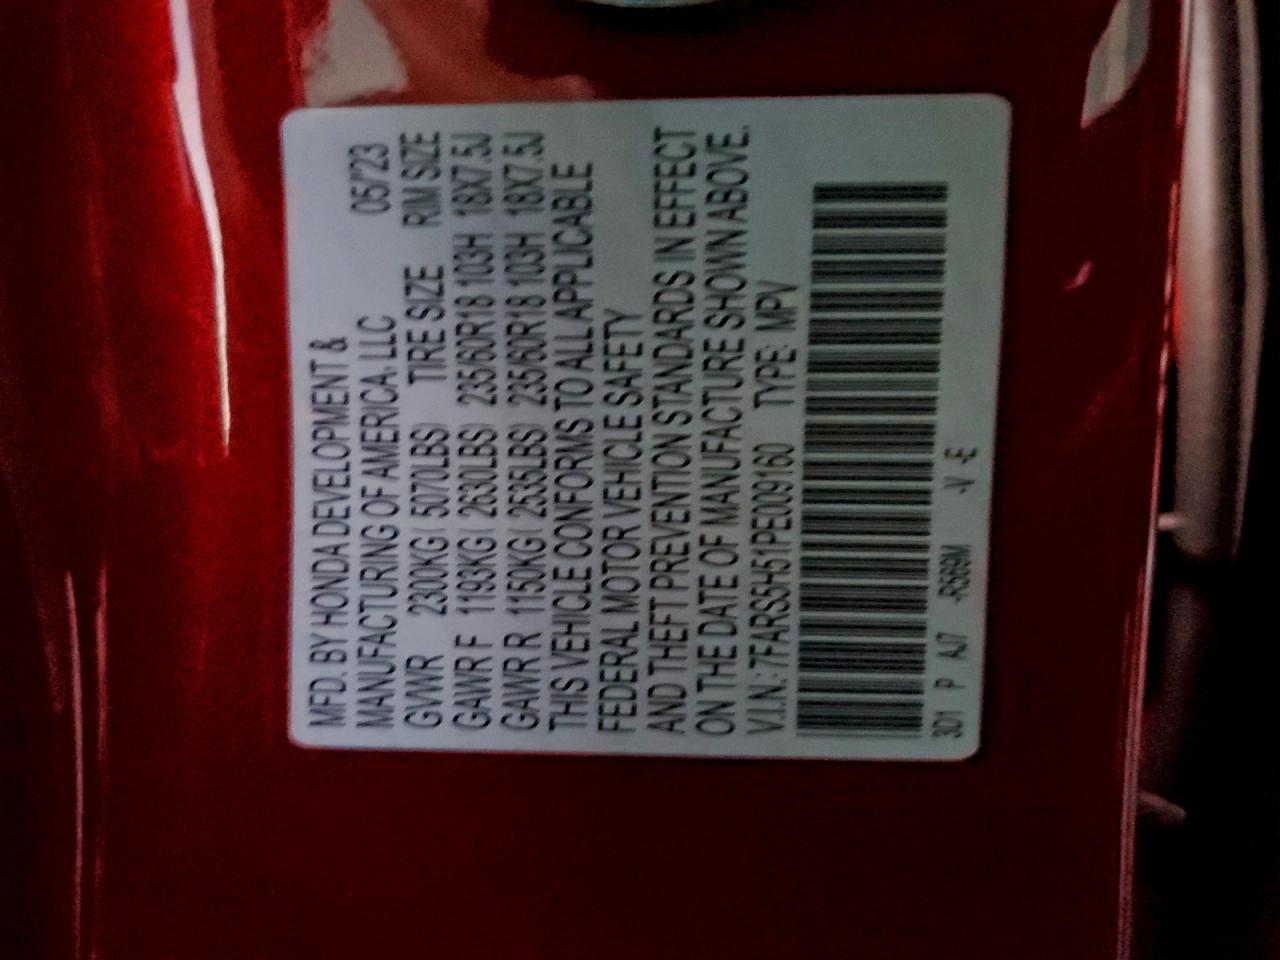 MFD. BY HONDA DEVELOPMENT &
MANUFACTURING OF AMERICA, LLC 05/'23
GVWR 2300KG( 5070LBS) TIRE SIZE RIM SIZE
GAWR F 1193KG( 2630LBS) 235/60R18 103H 18X7.5J
GAWR R 1150KG( 2535LBS) 235/60R18 103H 18X7.5J
THIS VEHICLE CONFORMS TO ALL APPLICABLE
FEDERAL MOTOR VEHICLE SAFETY
AND THEFT PREVENTION STANDARDS IN EFFECT
ON THE DATE OF MANUFACTURE SHOWN ABOVE.
V.I.N.: 7FARS5H51PE009160 TYPE: MPV
3D1 P AJ7 -R569M -V -E